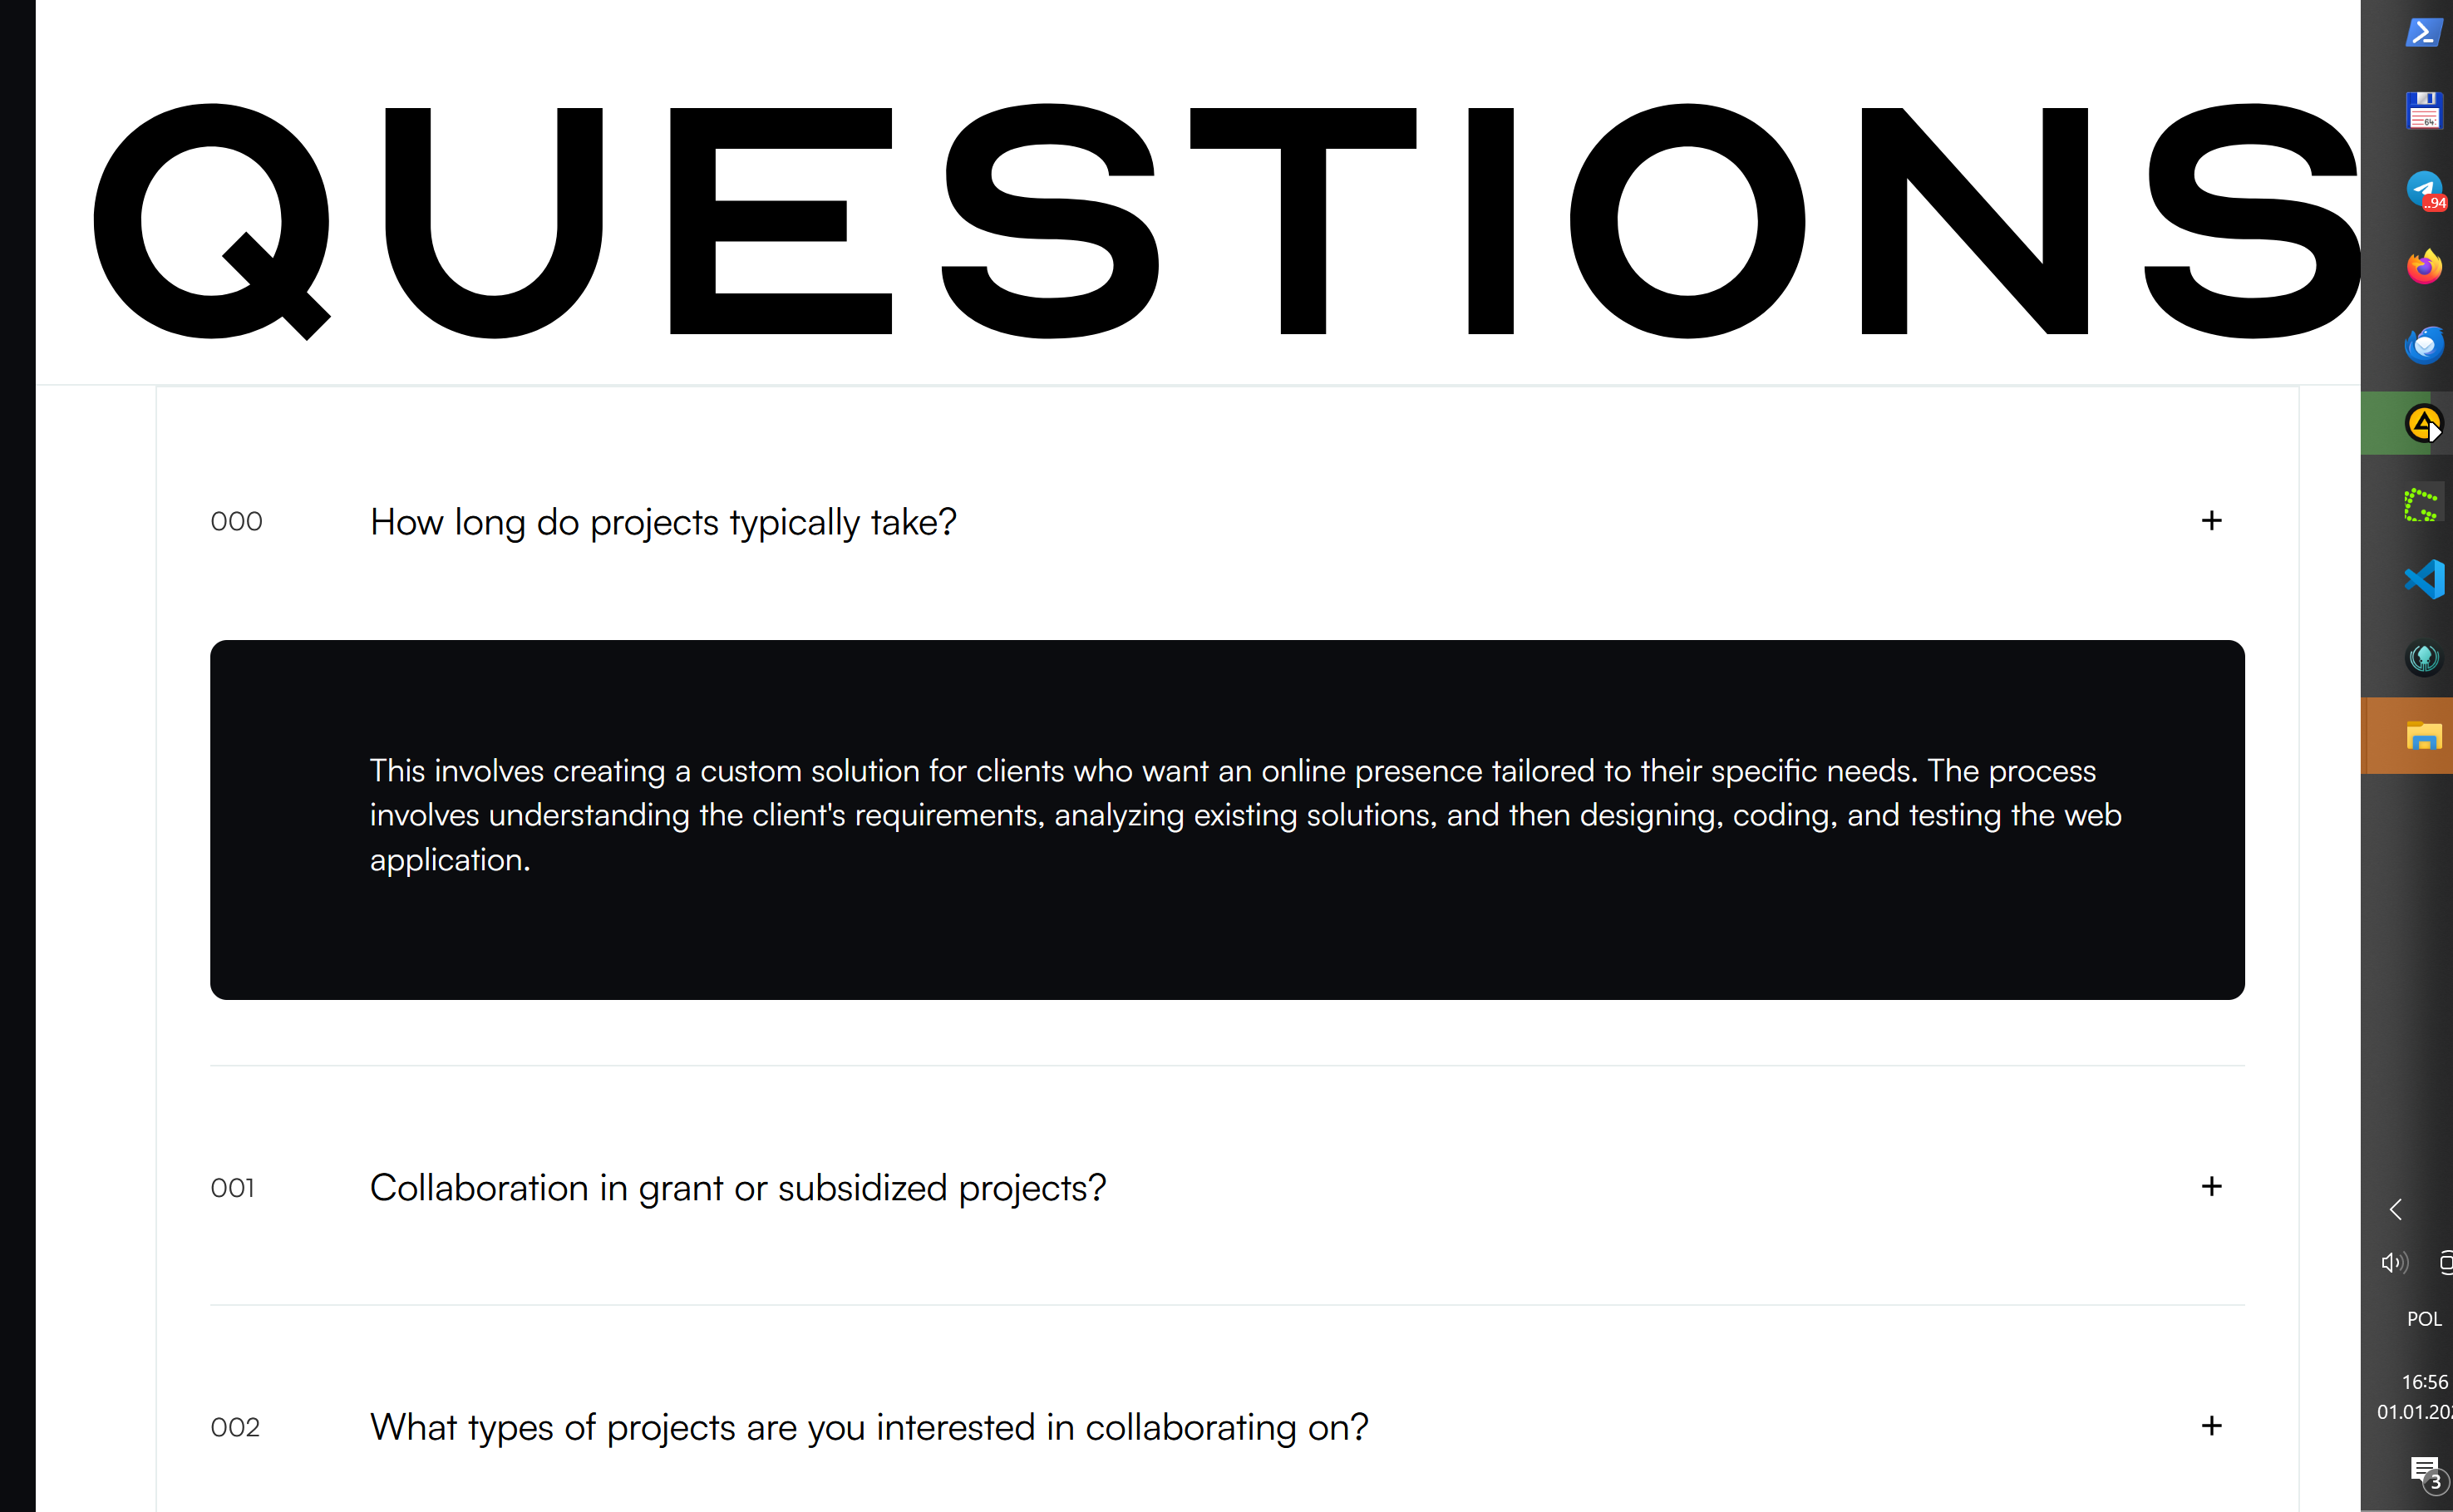 QUESTIONS
000 How long do projects typically take? +
This involves creating a custom solution for clients who want an online presence tailored to their specific needs. The process
involves understanding the client's requirements, analyzing existing solutions, and then designing, coding, and testing the web
application.
001 Collaboration in grant or subsidized projects? +
002 What types of projects are you interested in collaborating on? +
64
..94
POL
16:56
01.01.20
3